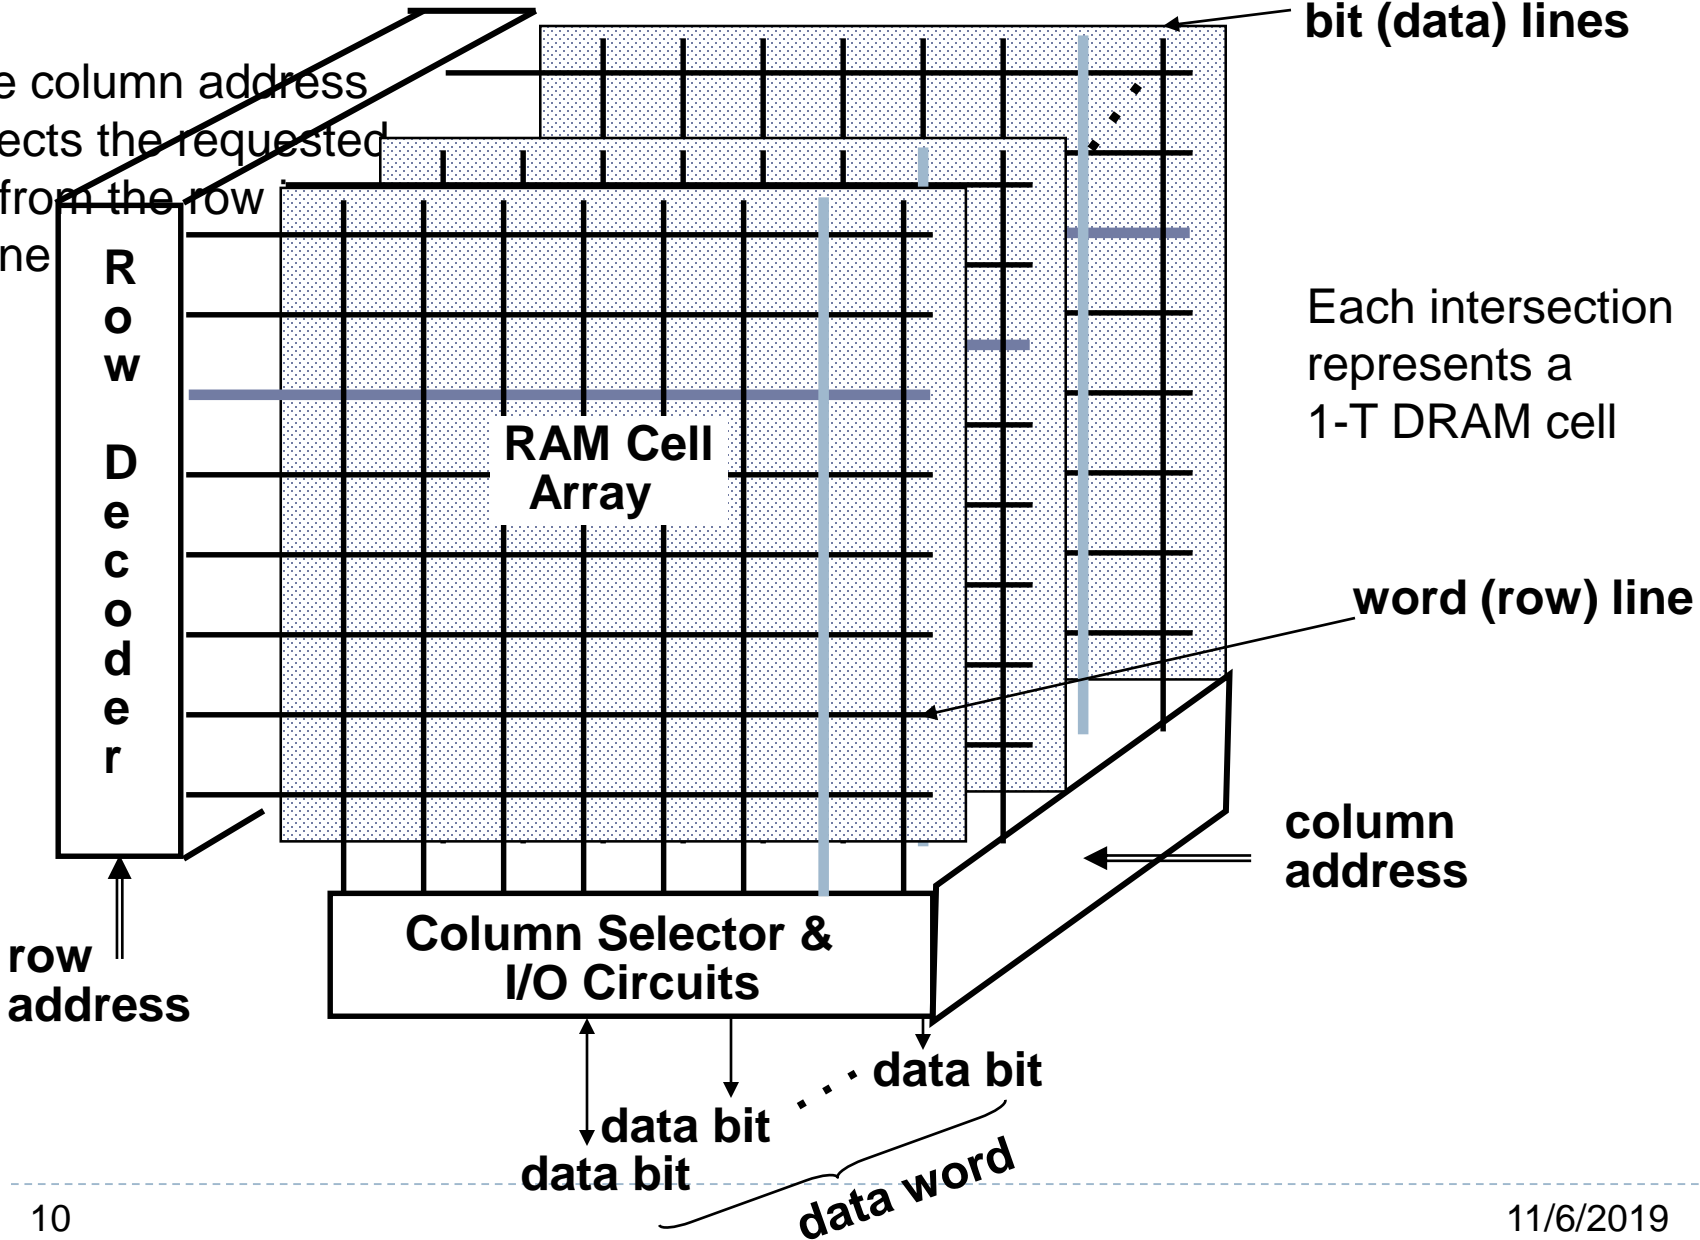 bit (data) lines
e column address
ects the requested
from the row
ne
Row
Decoder
RAM Cell
Array
Each intersection
represents a
1-T DRAM cell
word (row) line
column
address
row
address
Column Selector &
I/O Circuits
data bit
data bit
data bit
data word
10
11/6/2019